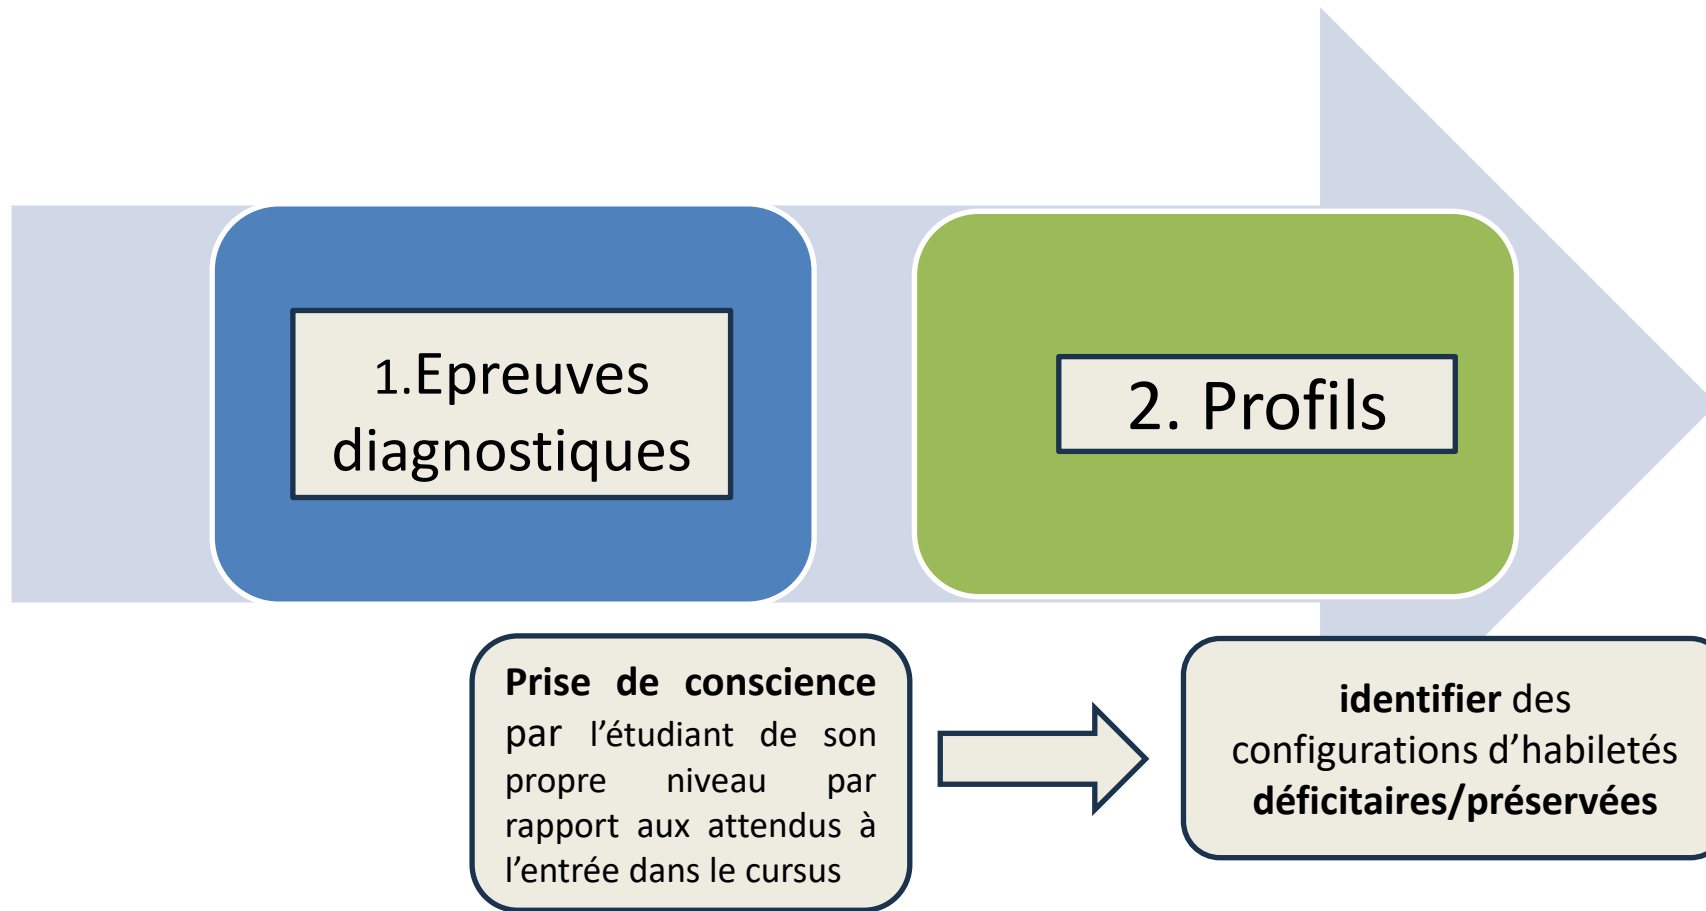 1.Epreuves
diagnostiques
2. Profils
Prise de conscience
par l’étudiant de son
propre niveau par
rapport aux attendus à
l’entrée dans le cursus
identifier des
configurations d’habiletés
déficitaires/préservées